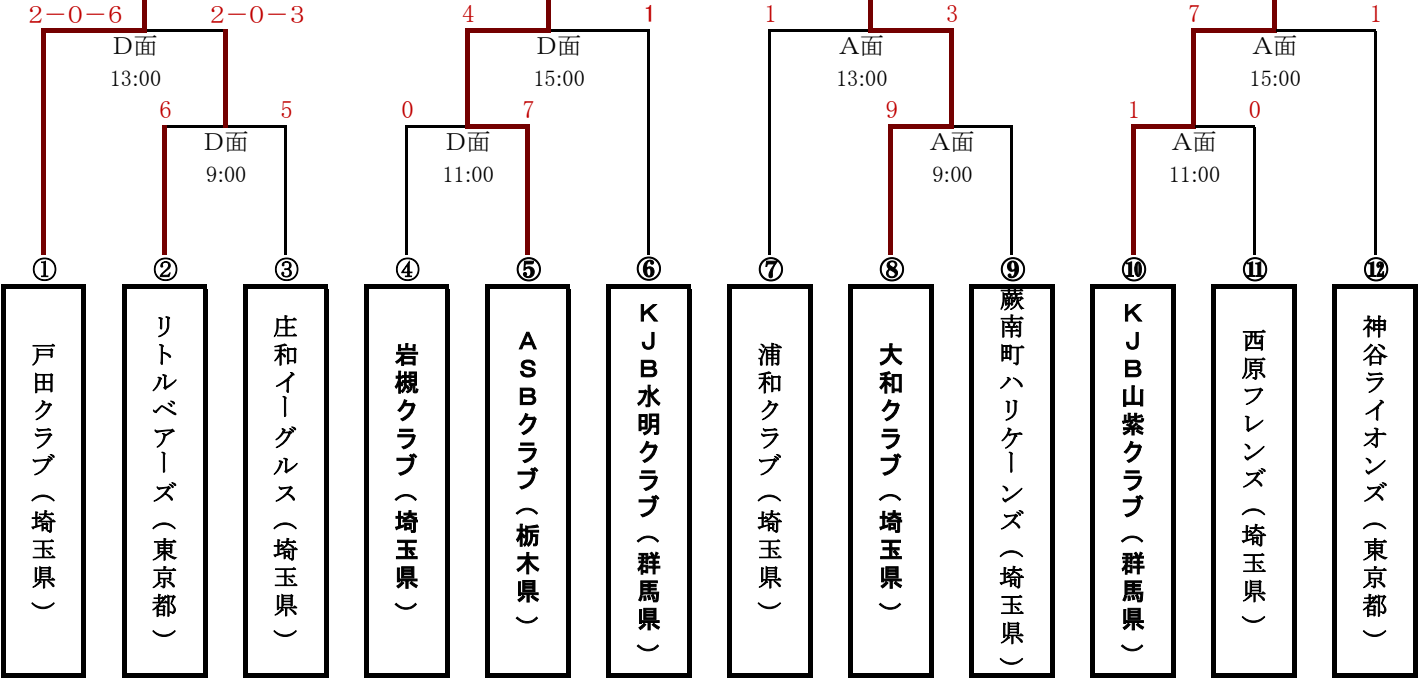 2－0－6 2－0－3 4 1 1 3 7 1
D面 D面 A面 A面
13:00 15:00 13:00 15:00
6 5 0 7 9 1 0
D面 D面 A面 A面
9:00 11:00 9:00 11:00
① ② ③ ④ ⑤ ⑥ ⑦ ⑧ ⑨ ⑩ ⑪ ⑫
戸田クラブ（埼玉県）
リトルベアーズ（東京都）
庄和イーグルス（埼玉県）
岩槻クラブ（埼玉県）
ASBクラブ（栃木県）
KJB水明クラブ（群馬県）
浦和クラブ（埼玉県）
大和クラブ（埼玉県）
蕨南町ハリケーンズ（埼玉県）
KJB山紫クラブ（群馬県）
西原フレンズ（埼玉県）
神谷ライオンズ（東京都）